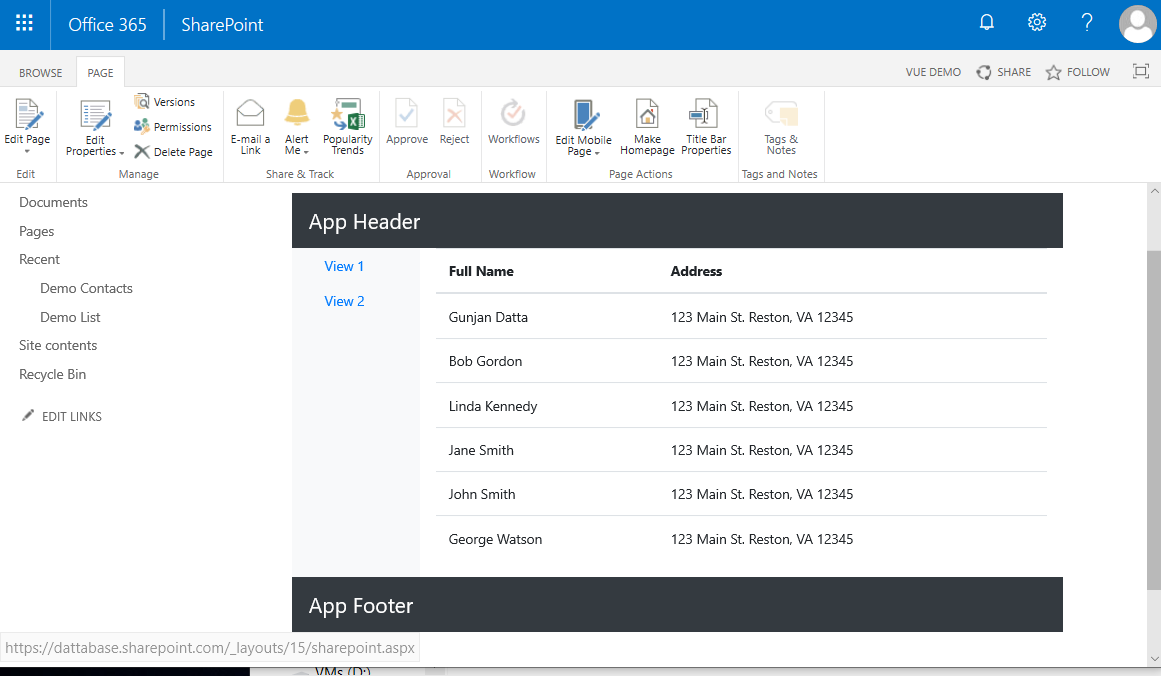 Office 365 SharePoint ?
BROWSE PAGE VUE DEMO SHARE FOLLOW
Edit Page
Edit
Edit
Properties
Versions
Permissions
Delete Page
Manage
E-mail a
Link
Alert
Me
Popularity
Trends
Share & Track
Approve Reject
Approval
Workflows
Workflow
Edit Mobile
Page
Make
Homepage
Title Bar
Properties
Page Actions
Tags &
Notes
Tags and Notes
Documents
Pages
Recent
Demo Contacts
Demo List
Site contents
Recycle Bin
EDIT LINKS
App Header
View 1
View 2
Full Name Address
Gunjan Datta 123 Main St. Reston, VA 12345
Bob Gordon 123 Main St. Reston, VA 12345
Linda Kennedy 123 Main St. Reston, VA 12345
Jane Smith 123 Main St. Reston, VA 12345
John Smith 123 Main St. Reston, VA 12345
George Watson 123 Main St. Reston, VA 12345
App Footer
https://dattabase.sharepoint.com/_layouts/15/sharepoint.aspx
VMs (D:)